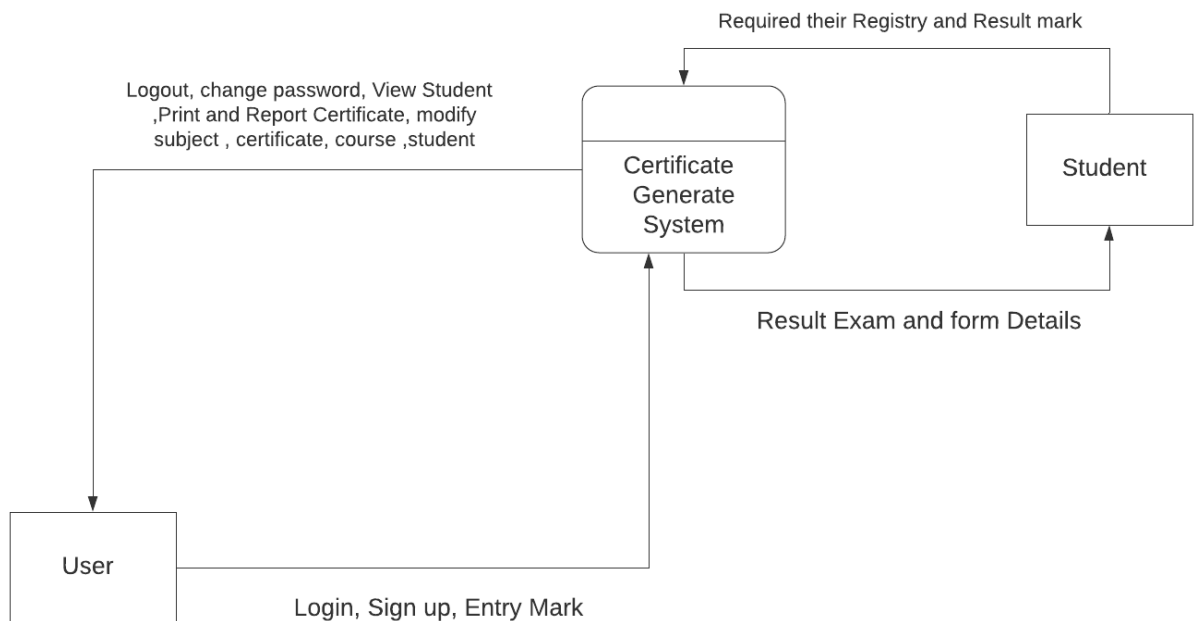 Required their Registry and Result mark
Logout, change password, View Student
,Print and Report Certificate, modify
subject , certificate, course ,student
Certificate
Generate
System
Student
Result Exam and form Details
User
Login, Sign up, Entry Mark